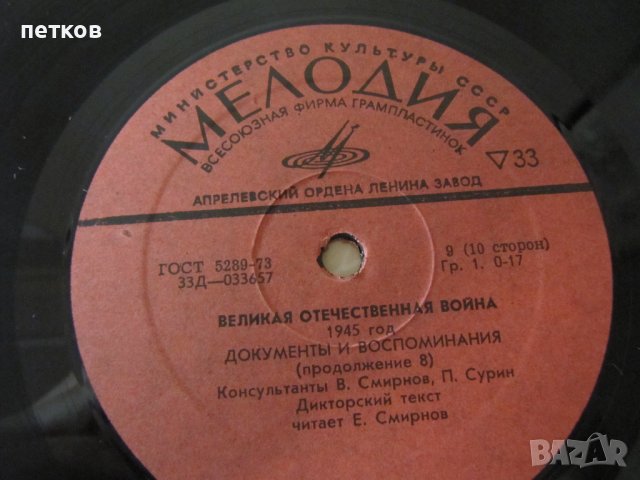 петков
МИНИСТЕРСТВО КУЛЬТУРЫ СССР
МЕЛОДИЯ
ВСЕСОЮЗНАЯ ФИРМА ГРАМПЛАСТИНОК
▽33
АПРЕЛЕВСКИЙ ОРДЕНА ЛЕНИНА ЗАВОД
ГОСТ 5289-73
33Д—033657
9 (10 сторон)
Гр. 1. 0-17
ВЕЛИКАЯ ОТЕЧЕСТВЕННАЯ ВОЙНА
1945 год
ДОКУМЕНТЫ И ВОСПОМИНАНИЯ
(продолжение 8)
Консультанты В. Смирнов, П. Сурин
Дикторский текст
читает Е. Смирнов
BAZAR